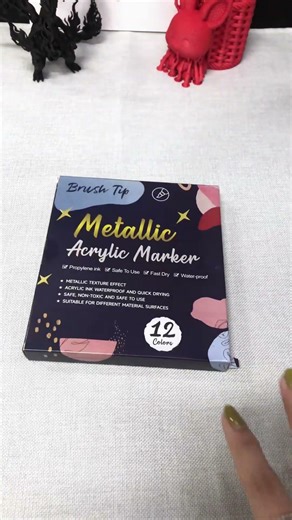 Brush Tip
Metallic
Acrylic Marker
Propylene ink Safe To Use Fast Dry Water-proof
METALLIC TEXTURE EFFECT
ACRYLIC INK WATERPROOF AND QUICK DRYING
SAFE, NON-TOXIC AND SAFE TO USE
SUITABLE FOR DIFFERENT MATERIAL SURFACES
12
Colors